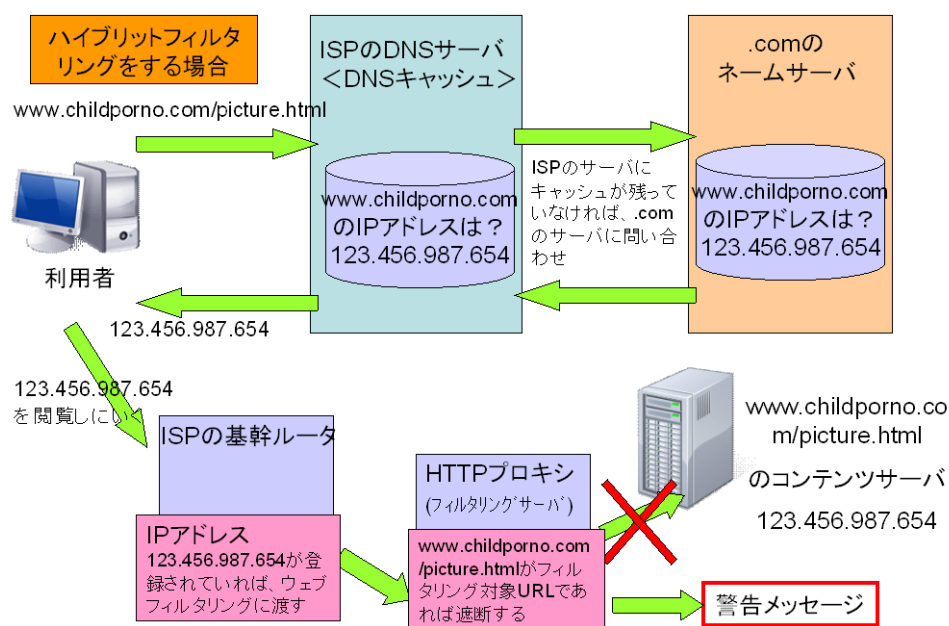 ハイブリットフィルタ
リングをする場合
www.childporno.com/picture.html
利用者
ISPのDNSサーバ
＜DNSキャッシュ＞
www.childporno.com
のIPアドレスは？
123.456.987.654
ISPのサーバに
キャッシュが残って
いなければ、.com
のサーバに問い合
わせ
.comの
ネームサーバ
www.childporno.com
のIPアドレスは？
123.456.987.654
123.456.987.654
123.456.987.654
を閲覧しにいく
ISPの基幹ルータ
IPアドレス
123.456.987.654が登
録されていれば、ウェブ
フィルタリングに渡す
HTTPプロキシ
(フィルタリングサーバ)
www.childporno.com
/picture.htmlがフィル
タリング対象URLであ
れば遮断する
www.childporno.co
m/picture.html
のコンテンツサーバ
123.456.987.654
警告メッセージ